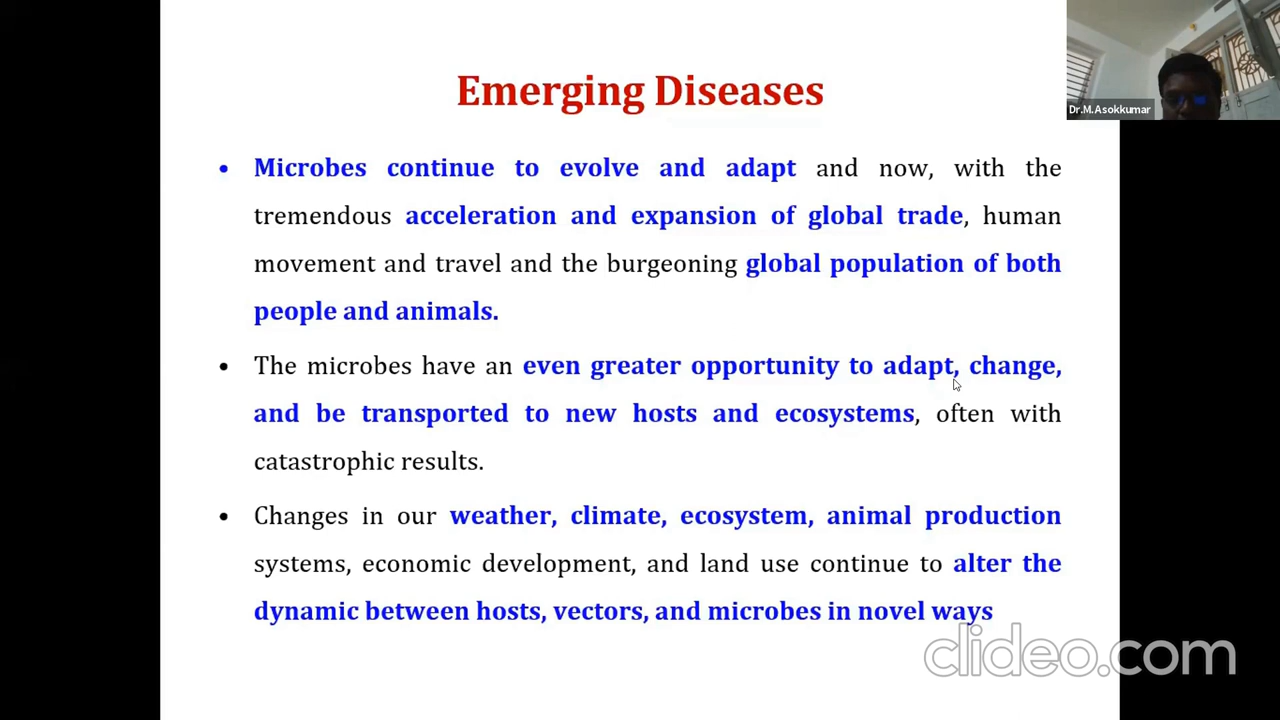 Emerging Diseases
Dr.M.Asokkumar
• Microbes continue to evolve and adapt and now, with the
tremendous acceleration and expansion of global trade, human
movement and travel and the burgeoning global population of both
people and animals.
• The microbes have an even greater opportunity to adapt, change,
and be transported to new hosts and ecosystems, often with
catastrophic results.
• Changes in our weather, climate, ecosystem, animal production
systems, economic development, and land use continue to alter the
dynamic between hosts, vectors, and microbes in novel ways
clideo.com